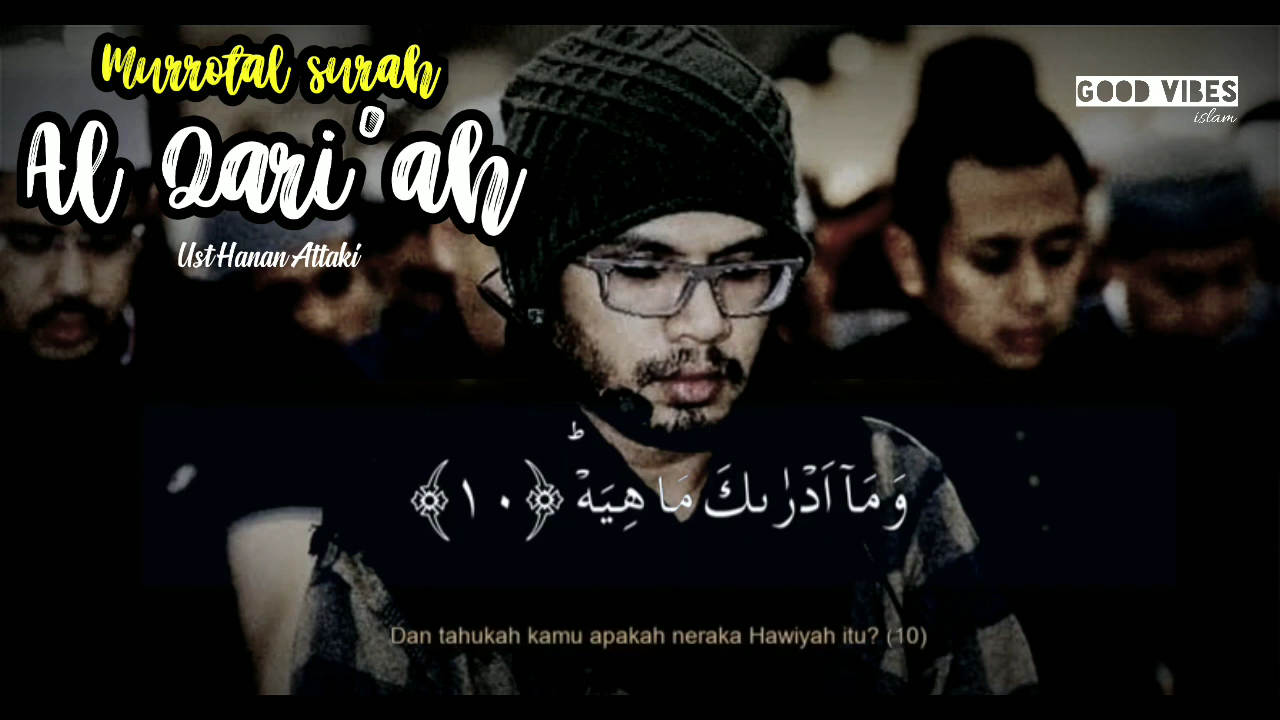 Murrotal surah
Al Qari'ah
Ust Hanan Attaki
GOOD VIBES
islam
وَمَآ اَدْرٰىكَ مَا هِيَهْۗ ﴿١٠﴾
Dan tahukah kamu apakah neraka Hawiyah itu? (10)